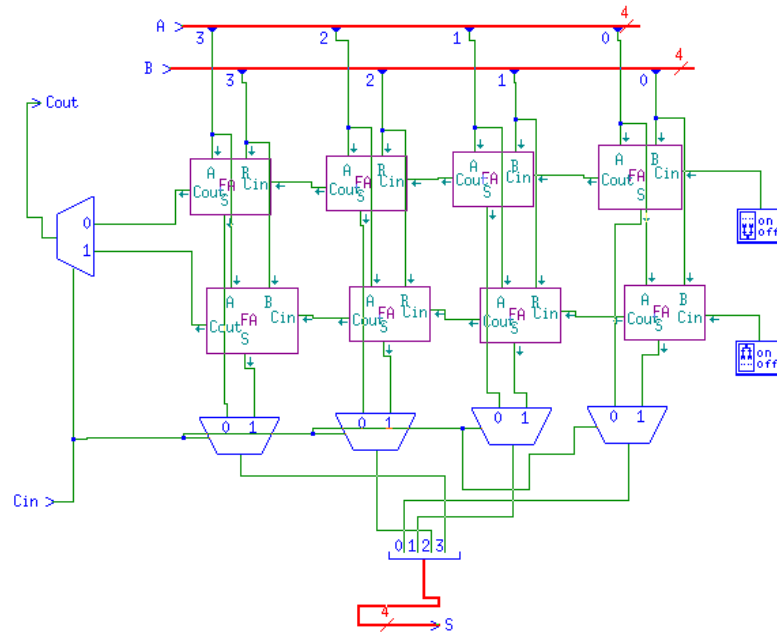 4
A
3 2 1 0
4
B
3 2 1 0
Cout
A R A R A B A B
FA Cin FA Cin FA Cin FA Cin
Cout Cout Cout Cout
S S S S
0
on
off
1
A B A R A B A B
FA Cin FA Cin FA Cin FA Cin
Cout Cout Cout Cout
S S S S
on
off
0 1 0 1 0 1 0 1
Cin
0 1 2 3
4
S